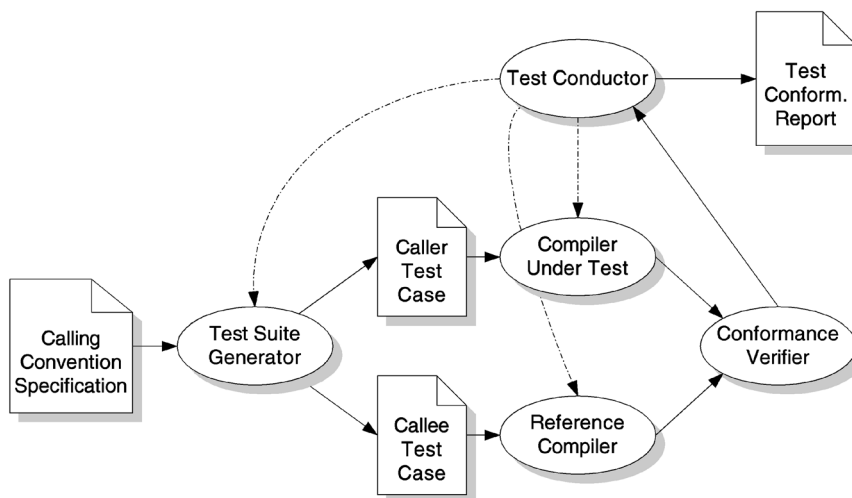 Test Conductor
Test
Conform.
Report
Caller
Test
Case
Compiler
Under Test
Calling
Convention
Specification
Test Suite
Generator
Conformance
Verifier
Callee
Test
Case
Reference
Compiler